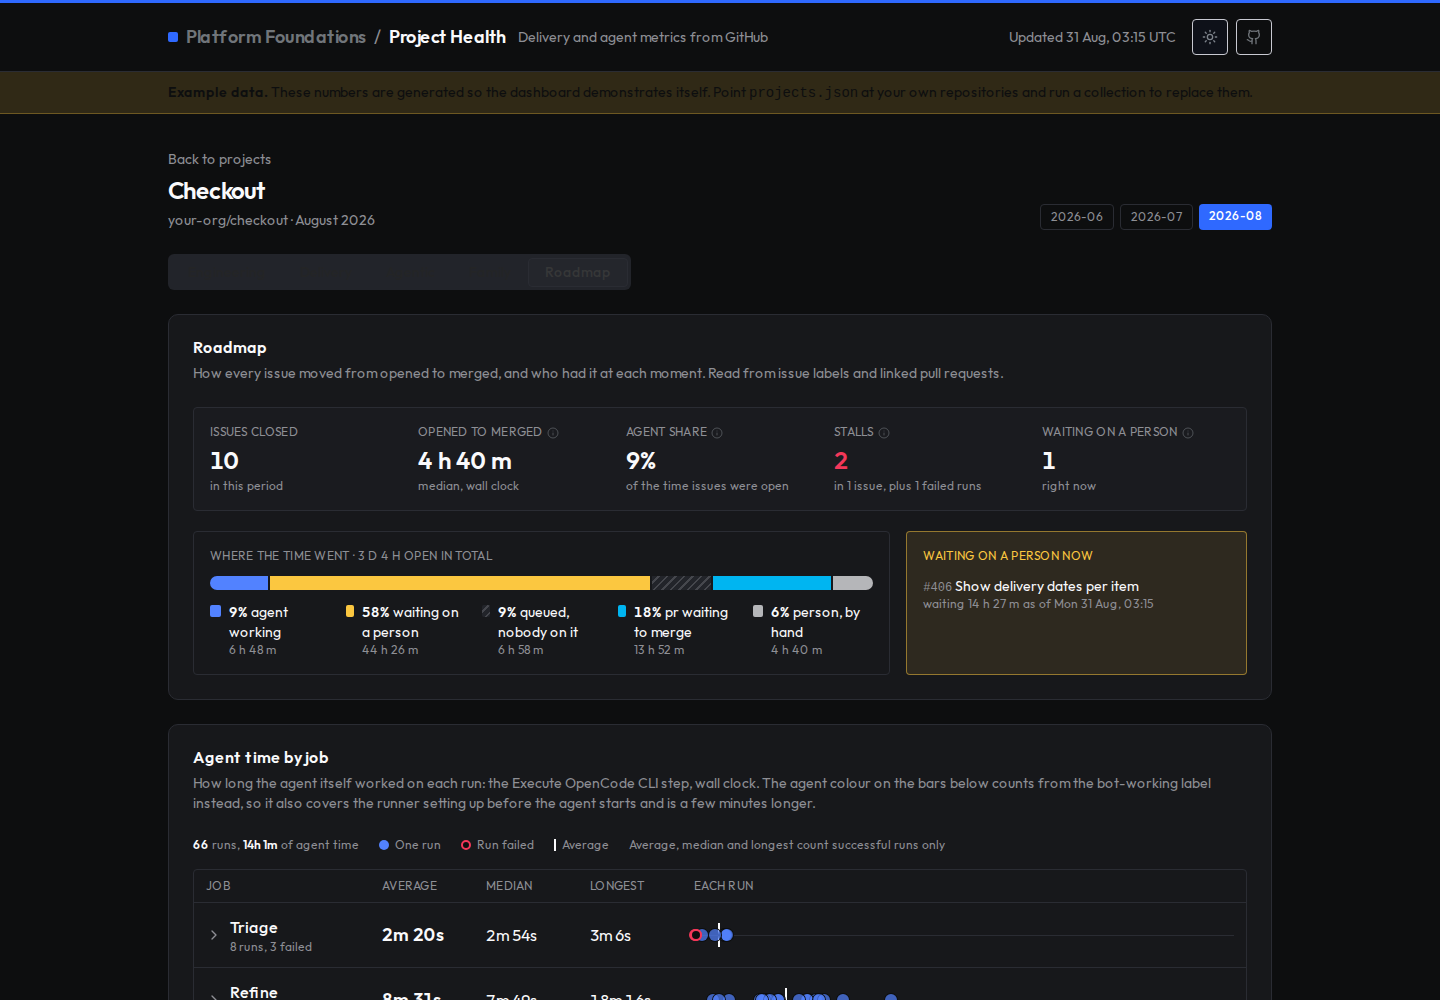 Platform Foundations / Project Health Delivery and agent metrics from GitHub Updated 31 Aug, 03:15 UTC
Example data. These numbers are generated so the dashboard demonstrates itself. Point projects.json at your own repositories and run a collection to replace them.
Back to projects
Checkout
your-org/checkout · August 2026
2026-06 2026-07 2026-08
Roadmap
Roadmap
How every issue moved from opened to merged, and who had it at each moment. Read from issue labels and linked pull requests.
ISSUES CLOSED OPENED TO MERGED AGENT SHARE STALLS WAITING ON A PERSON
10 4 h 40 m 9% 2 1
in this period median, wall clock of the time issues were open in 1 issue, plus 1 failed runs right now
WHERE THE TIME WENT · 3 D 4 H OPEN IN TOTAL
9% agent working
6 h 48 m
58% waiting on a person
44 h 26 m
9% queued, nobody on it
6 h 58 m
18% pr waiting to merge
13 h 52 m
6% person, by hand
4 h 40 m
WAITING ON A PERSON NOW
#406 Show delivery dates per item
waiting 14 h 27 m as of Mon 31 Aug, 03:15
Agent time by job
How long the agent itself worked on each run: the Execute OpenCode CLI step, wall clock. The agent colour on the bars below counts from the bot-working label
instead, so it also covers the runner setting up before the agent starts and is a few minutes longer.
66 runs, 14h 1m of agent time One run Run failed Average Average, median and longest count successful runs only
JOB AVERAGE MEDIAN LONGEST EACH RUN
Triage 2m 20s 2m 54s 3m 6s
8 runs, 3 failed
Refine 8m 31s 7m 49s 18m 16s